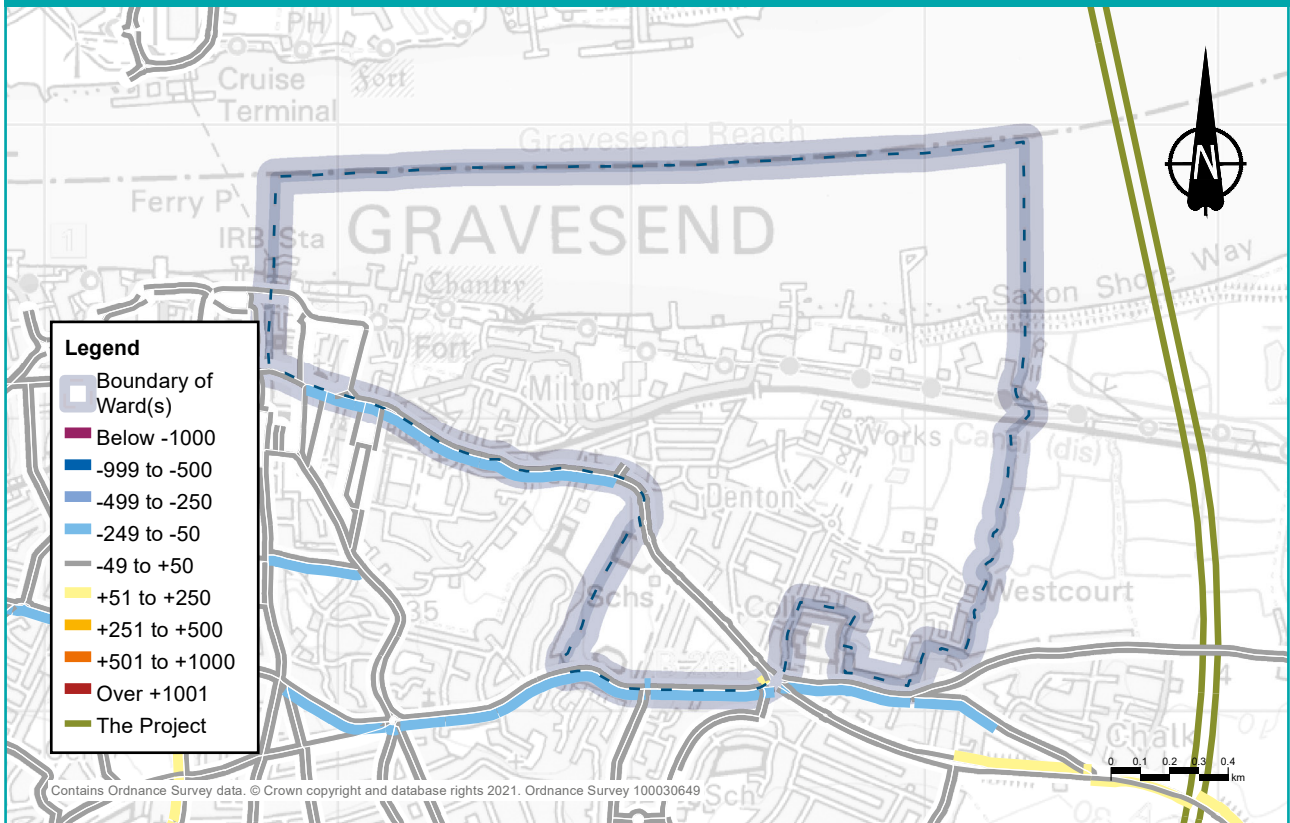 PH
Cruise
Terminal
Fort
Gravesend Reach
N
Ferry P
IRB Sta
GRAVESEND
Saxon Shore Way
Chantry
Fort
Milton
Works
Canal (dis)
Denton
Westcourt
Schs
35
4
Chalk
Sch
Legend
Boundary of
Ward(s)
Below -1000
-999 to -500
-499 to -250
-249 to -50
-49 to +50
+51 to +250
+251 to +500
+501 to +1000
Over +1001
The Project
0 0.1 0.2 0.3 0.4
km
Contains Ordnance Survey data. © Crown copyright and database rights 2021. Ordnance Survey 100030649